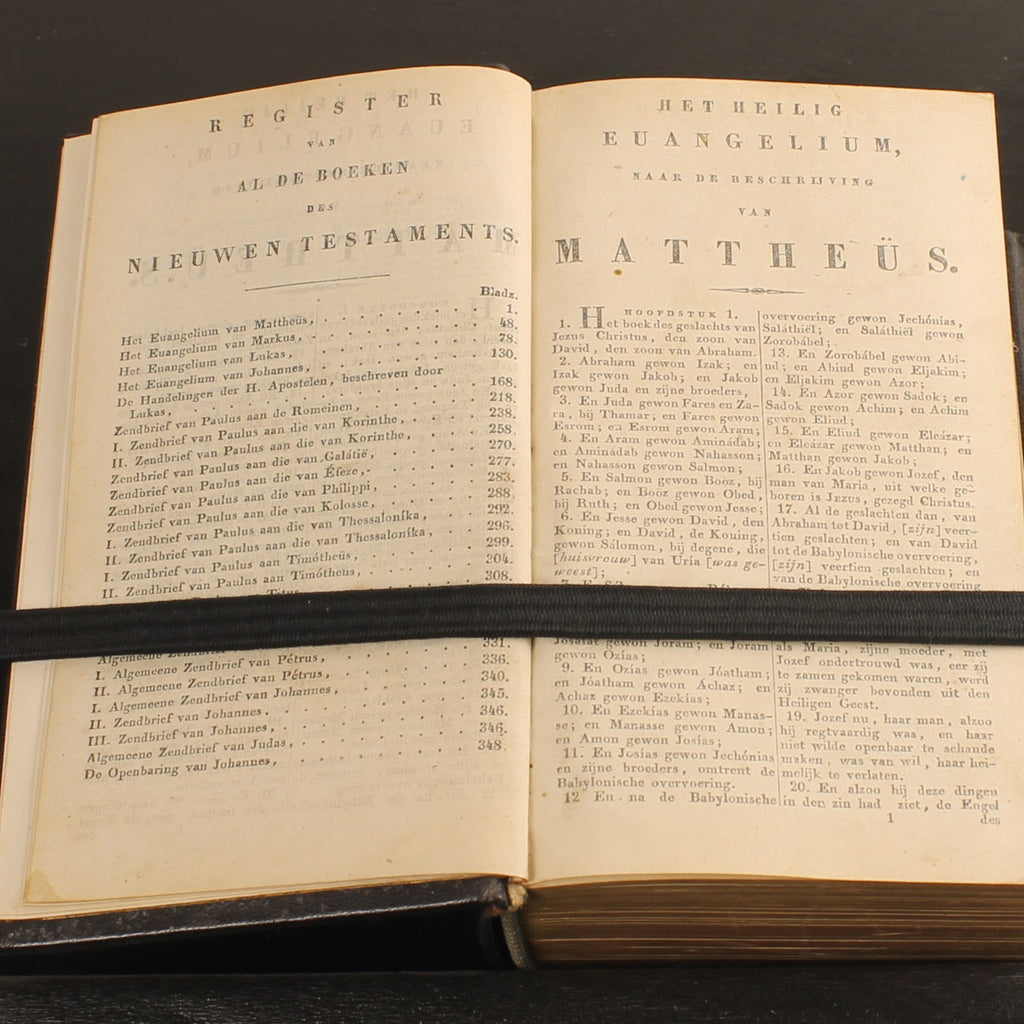 REGISTER
VAN
AL DE BOEKEN
DES
NIEUWEN TESTAMENTS.
Bladz.
Het Euangelium van Mattheüs, 1.
Het Euangelium van Markus, 48.
Het Euangelium van Lukas, 78.
Het Euangelium van Johannes, 130.
De Handelingen der H. Apostelen, beschreven door
Lukas, 168.
Zendbrief van Paulus aan de Romeinen, 218.
I. Zendbrief van Paulus aan die van Korinthe, 238.
II. Zendbrief van Paulus aan die van Korinthe, 258.
Zendbrief van Paulus aan die van Galátië, 270.
Zendbrief van Paulus aan die van Éfeze, 277.
Zendbrief van Paulus aan die van Philippi, 283.
Zendbrief van Paulus aan die van Kolosse, 288.
I. Zendbrief van Paulus aan die van Thessaloníka, 292.
II. Zendbrief van Paulus aan die van Thessaloníka, 296.
I. Zendbrief van Paulus aan Timótheüs, 299.
II. Zendbrief van Paulus aan Timótheüs, 304.
308.
Algemeene Zendbrief van 331.
I. Algemeene Zendbrief van Pétrus, 336.
II. Algemeene Zendbrief van Pétrus, 340.
I. Algemeene Zendbrief van Johannes, 345.
II. Zendbrief van Johannes, 346.
III. Zendbrief van Johannes, 346.
Algemeene Zendbrief van Judas, 348.
De Openbaring van Johannes,
HET HEILIG
EUANGELIUM,
NAAR DE BESCHRIJVING
VAN
MATTHEÜS.
HOOFDSTUK 1.
1. Het boek des geslachts van
Jezus Christus, den zoon van
David, den zoon van Abraham.
2. Abraham gewon Izak; en
Izak gewon Jakob; en Jakob
gewon Juda en zijne broeders,
3. En Juda gewon Fares en Za-
ra, bij Thamar; en Fares gewon
Esrom; en Esrom gewon Aram;
4. En Aram gewon Aminádab;
en Aminádab gewon Nahasson;
en Nahasson gewon Salmon;
5. En Salmon gewon Boöz, bij
Rachab; en Boöz gewon Obed,
bij Ruth; en Obed gewon Jesse;
6. En Jesse gewon David, den
Koning; en David, de Koning,
gewon Sálomon, bij degene, die
[huisvrouw] van Uría [was ge-
weest];
Josafat gewon Joram; en Joram
gewon Ozías;
9. En Ozías gewon Jóatham;
en Jóatham gewon Achaz; en
Achaz gewon Ezekías;
10. En Ezekías gewon Manas-
se; en Manasse gewon Amon;
en Amon gewon Josías;
11. En Josías gewon Jechónias
en zijne broeders, omtrent de
Babylonische overvoering.
12 En na de Babylonische
overvoering gewon Jechónias,
Saláthiël; en Saláthiël gewon
Zorobábel;
13. En Zorobábel gewon Abi-
ud; en Abiud gewon Eljakim;
en Eljakim gewon Azor;
14. En Azor gewon Sadok; en
Sadok gewon Achim; en Achim
gewon Eliud;
15. En Eliud gewon Eleázar;
en Eleázar gewon Matthan; en
Matthan gewon Jakob;
16. En Jakob gewon Jozef, den
man van Maria, uit welke ge-
boren is JEZUS, gezegd Christus.
17. Al de geslachten dan, van
Abraham tot David, [zijn] veer-
tien geslachten; en van David
tot de Babylonische overvoering,
[zijn] veertien geslachten; en
van de Babylonische overvoering
als Maria, zijne moeder, met
Jozef ondertrouwd was, eer zij
te zamen gekomen waren, werd
zij zwanger bevonden uit den
Heiligen Geest.
19. Jozef nu, haar man, alzoo
hij regtvaardig was, en haar
niet wilde openbaar te schande
maken, was van wil, haar hei-
melijk te verlaten.
20. En alzoo hij deze dingen
in den zin had ziet, de Engel
1 des